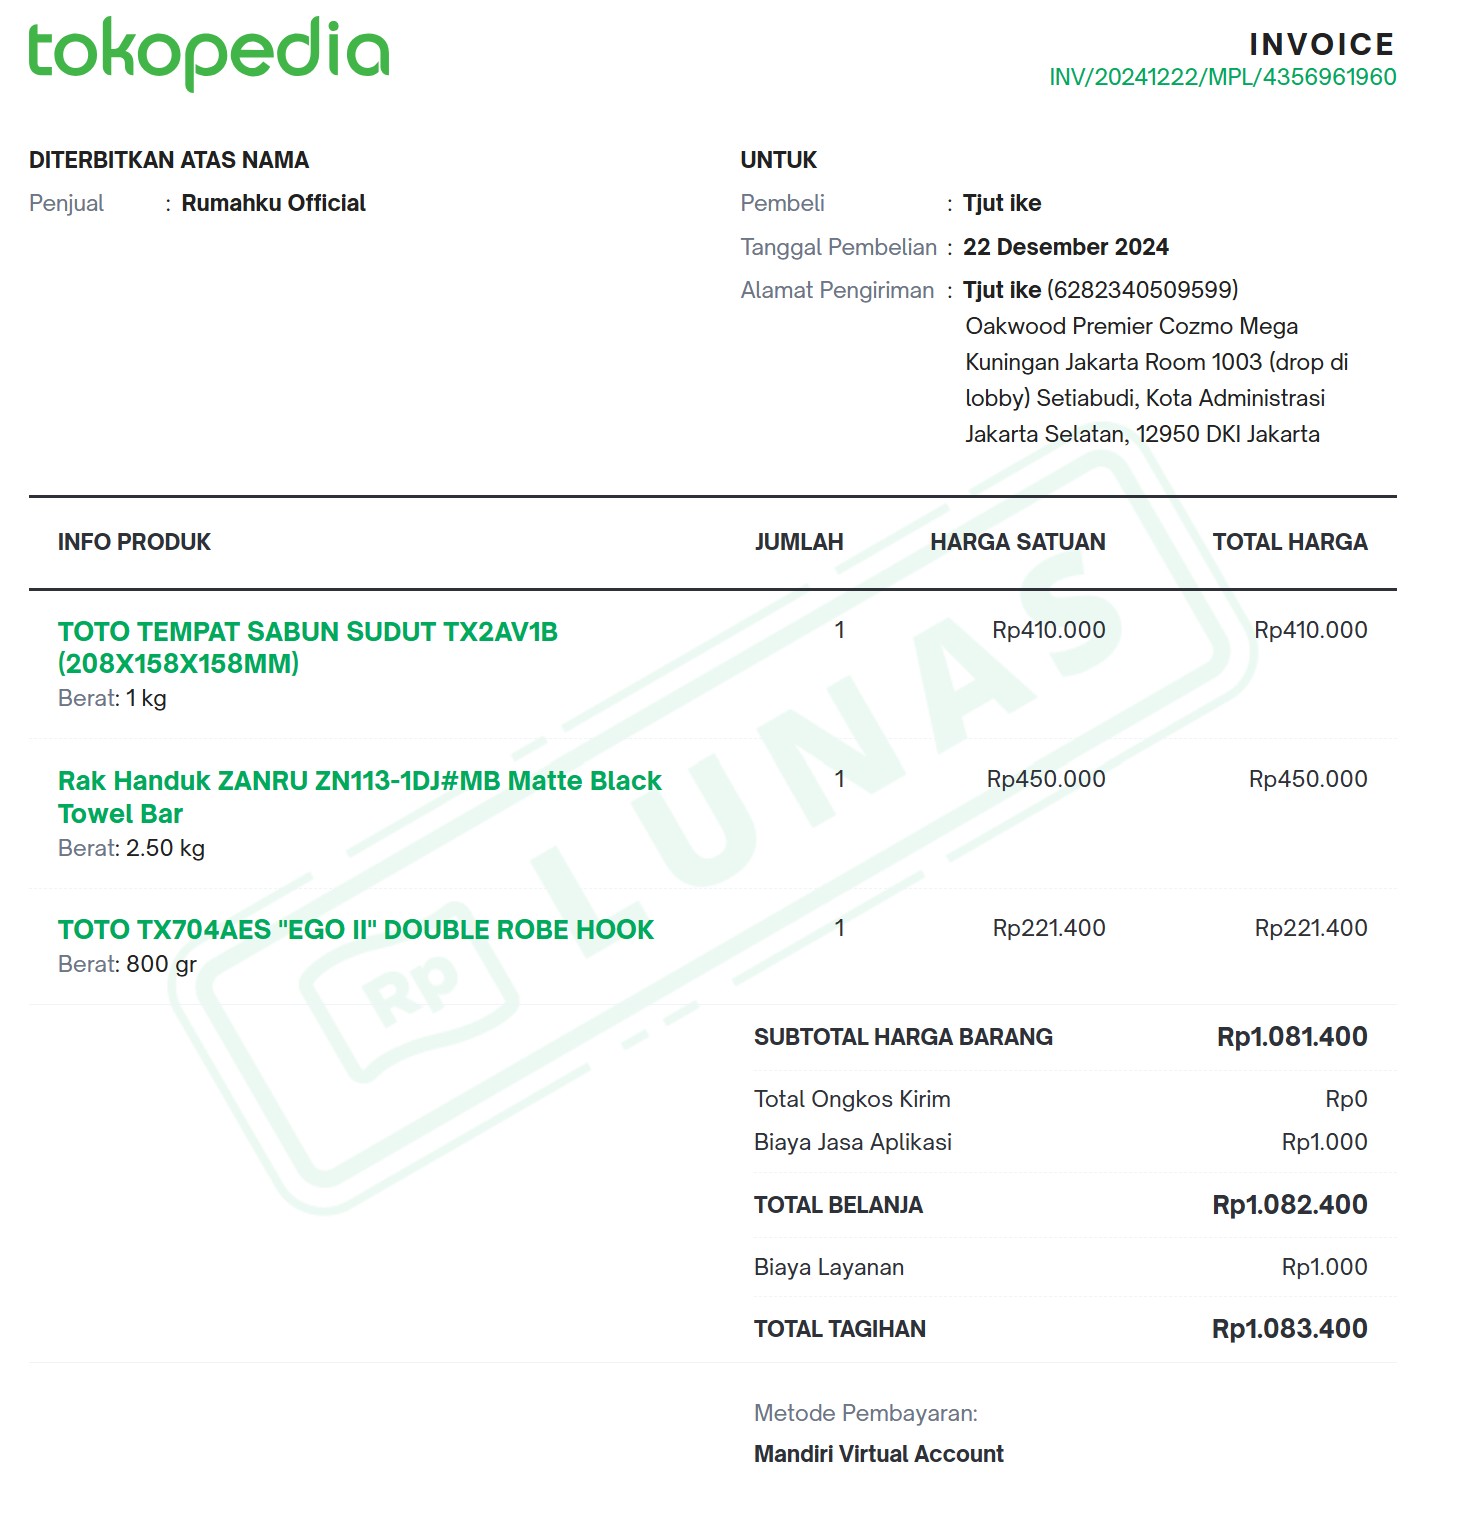 tokopedia
INVOICE
INV/20241222/MPL/4356961960
DITERBITKAN ATAS NAMA
Penjual : Rumahku Official
UNTUK
Pembeli : Tjut ike
Tanggal Pembelian : 22 Desember 2024
Alamat Pengiriman : Tjut ike (6282340509599)
Oakwood Premier Cozmo Mega
Kuningan Jakarta Room 1003 (drop di
lobby) Setiabudi, Kota Administrasi
Jakarta Selatan, 12950 DKI Jakarta
INFO PRODUK JUMLAH HARGA SATUAN TOTAL HARGA
TOTO TEMPAT SABUN SUDUT TX2AV1B 1 Rp410.000 Rp410.000
(208X158X158MM)
Berat: 1 kg
Rak Handuk ZANRU ZN113-1DJ#MB Matte Black 1 Rp450.000 Rp450.000
Towel Bar
Berat: 2.50 kg
TOTO TX704AES "EGO II" DOUBLE ROBE HOOK 1 Rp221.400 Rp221.400
Berat: 800 gr
Rp LUNAS
SUBTOTAL HARGA BARANG Rp1.081.400
Total Ongkos Kirim Rp0
Biaya Jasa Aplikasi Rp1.000
TOTAL BELANJA Rp1.082.400
Biaya Layanan Rp1.000
TOTAL TAGIHAN Rp1.083.400
Metode Pembayaran:
Mandiri Virtual Account